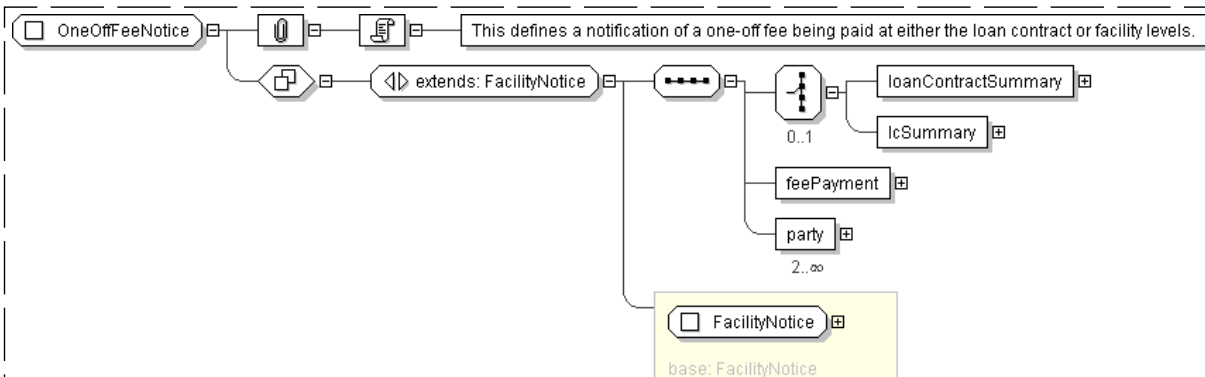 OneOffFeeNotice
This defines a notification of a one-off fee being paid at either the loan contract or facility levels.
extends: FacilityNotice
loanContractSummary
0..1
lcSummary
feePayment
party
2..∞
FacilityNotice
base: FacilityNotice